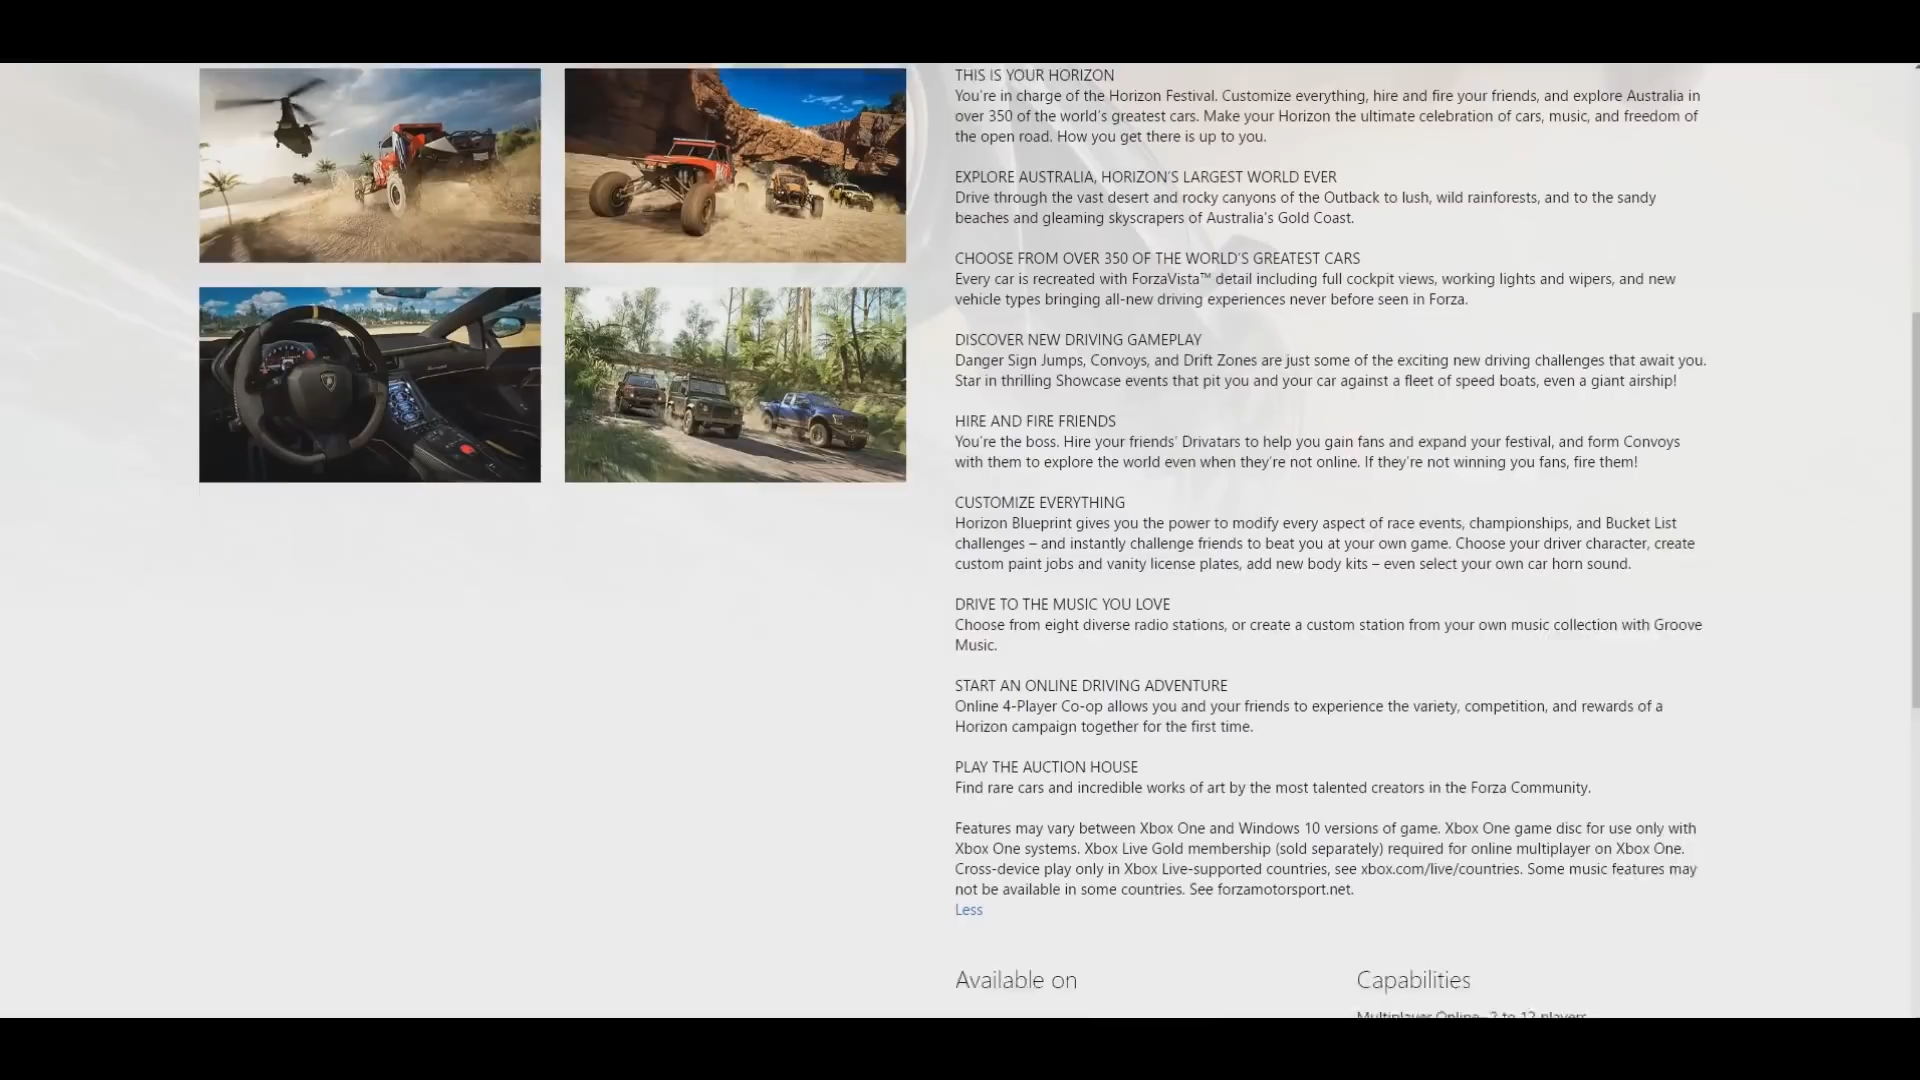 THIS IS YOUR HORIZON
You're in charge of the Horizon Festival. Customize everything, hire and fire your friends, and explore Australia in
over 350 of the world's greatest cars. Make your Horizon the ultimate celebration of cars, music, and freedom of
the open road. How you get there is up to you.
EXPLORE AUSTRALIA, HORIZON'S LARGEST WORLD EVER
Drive through the vast desert and rocky canyons of the Outback to lush, wild rainforests, and to the sandy
beaches and gleaming skyscrapers of Australia's Gold Coast.
CHOOSE FROM OVER 350 OF THE WORLD'S GREATEST CARS
Every car is recreated with ForzaVista™ detail including full cockpit views, working lights and wipers, and new
vehicle types bringing all-new driving experiences never before seen in Forza.
DISCOVER NEW DRIVING GAMEPLAY
Danger Sign Jumps, Convoys, and Drift Zones are just some of the exciting new driving challenges that await you.
Star in thrilling Showcase events that pit you and your car against a fleet of speed boats, even a giant airship!
HIRE AND FIRE FRIENDS
You're the boss. Hire your friends' Drivatars to help you gain fans and expand your festival, and form Convoys
with them to explore the world even when they're not online. If they're not winning you fans, fire them!
CUSTOMIZE EVERYTHING
Horizon Blueprint gives you the power to modify every aspect of race events, championships, and Bucket List
challenges – and instantly challenge friends to beat you at your own game. Choose your driver character, create
custom paint jobs and vanity license plates, add new body kits – even select your own car horn sound.
DRIVE TO THE MUSIC YOU LOVE
Choose from eight diverse radio stations, or create a custom station from your own music collection with Groove
Music.
START AN ONLINE DRIVING ADVENTURE
Online 4-Player Co-op allows you and your friends to experience the variety, competition, and rewards of a
Horizon campaign together for the first time.
PLAY THE AUCTION HOUSE
Find rare cars and incredible works of art by the most talented creators in the Forza Community.
Features may vary between Xbox One and Windows 10 versions of game. Xbox One game disc for use only with
Xbox One systems. Xbox Live Gold membership (sold separately) required for online multiplayer on Xbox One.
Cross-device play only in Xbox Live-supported countries, see xbox.com/live/countries. Some music features may
not be available in some countries. See forzamotorsport.net.
Less
Available on
Capabilities
Multiplayer Online- 2 to 12 players